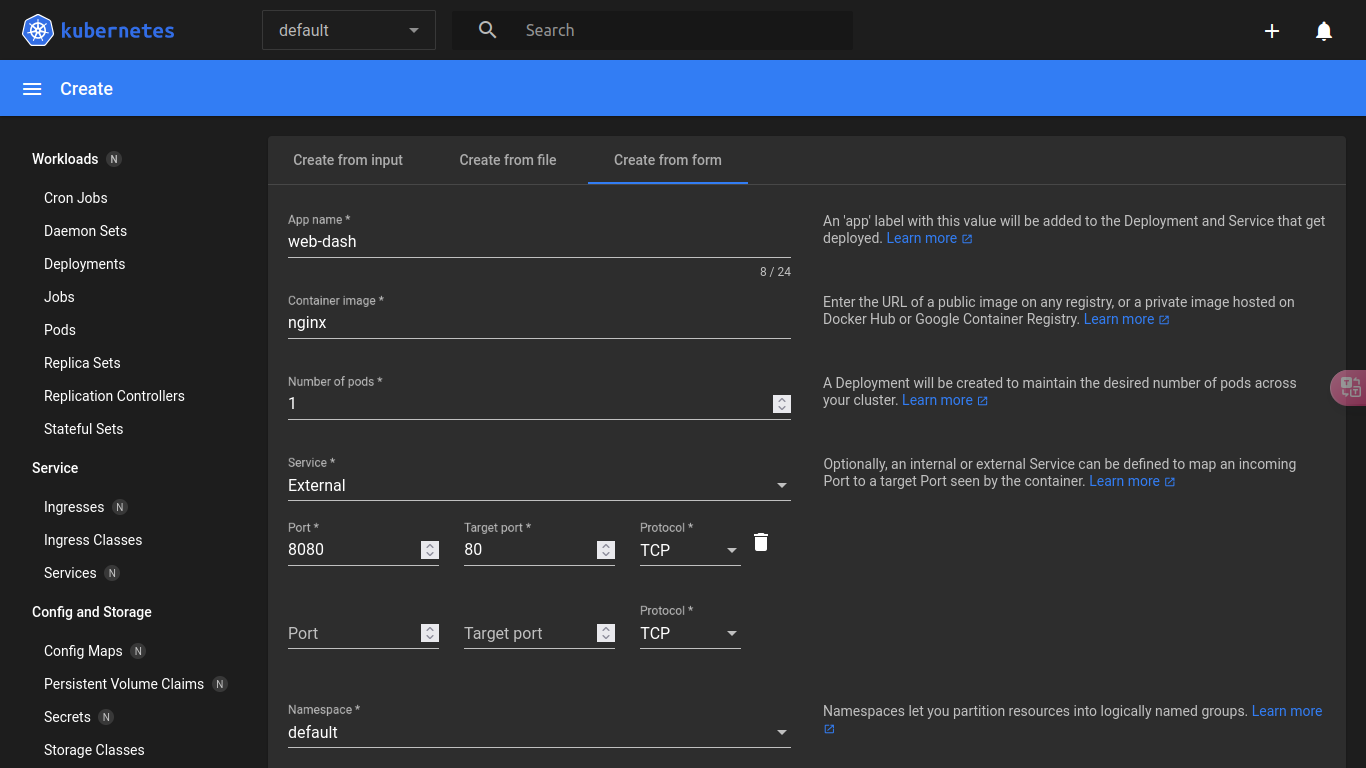 kubernetes
default
Search
Create
Workloads N
Cron Jobs
Daemon Sets
Deployments
Jobs
Pods
Replica Sets
Replication Controllers
Stateful Sets
Service
Ingresses N
Ingress Classes
Services N
Config and Storage
Config Maps N
Persistent Volume Claims N
Secrets N
Storage Classes
Create from input
Create from file
Create from form
App name *
web-dash
8 / 24
An 'app' label with this value will be added to the Deployment and Service that get
deployed. Learn more
Container image *
nginx
Enter the URL of a public image on any registry, or a private image hosted on
Docker Hub or Google Container Registry. Learn more
Number of pods *
1
A Deployment will be created to maintain the desired number of pods across
your cluster. Learn more
Service *
External
Optionally, an internal or external Service can be defined to map an incoming
Port to a target Port seen by the container. Learn more
Port *
8080
Target port *
80
Protocol *
TCP
Port
Target port
Protocol *
TCP
Namespace *
default
Namespaces let you partition resources into logically named groups. Learn more